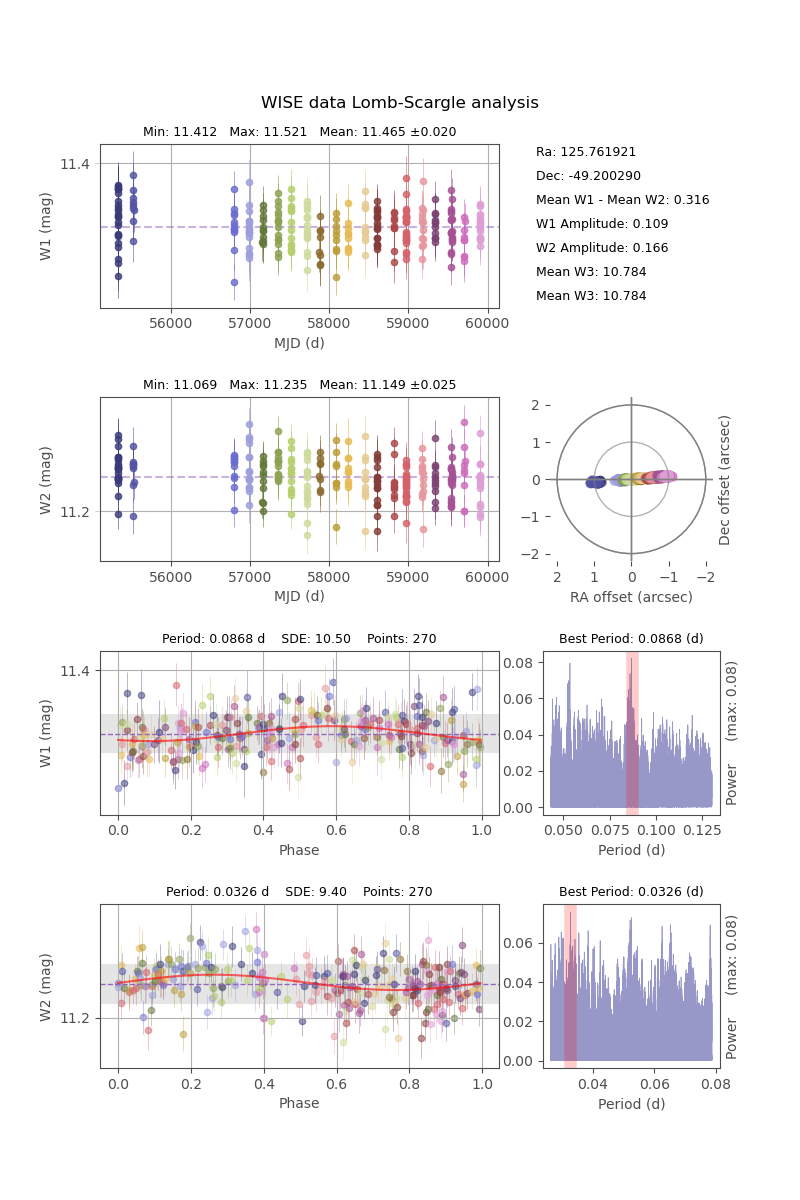 WISE data Lomb-Scargle analysis
Min: 11.412   Max: 11.521   Mean: 11.465 ±0.020
11.4
W1 (mag)
56000 57000 58000 59000 60000
MJD (d)
Ra: 125.761921
Dec: -49.200290
Mean W1 - Mean W2: 0.316
W1 Amplitude: 0.109
W2 Amplitude: 0.166
Mean W3: 10.784
Mean W3: 10.784
Min: 11.069   Max: 11.235   Mean: 11.149 ±0.025
11.2
W2 (mag)
56000 57000 58000 59000 60000
MJD (d)
2
1
0
−1
−2
2 1 0 −1 −2
RA offset (arcsec)
Dec offset (arcsec)
Period: 0.0868 d    SDE: 10.50    Points: 270
11.4
W1 (mag)
0.0 0.2 0.4 0.6 0.8 1.0
Phase
Best Period: 0.0868 (d)
0.08
0.06
0.04
0.02
0.00
0.050 0.075 0.100 0.125
Period (d)
Power    (max: 0.08)
Period: 0.0326 d    SDE: 9.40    Points: 270
11.2
W2 (mag)
0.0 0.2 0.4 0.6 0.8 1.0
Phase
Best Period: 0.0326 (d)
0.06
0.04
0.02
0.00
0.04 0.06 0.08
Period (d)
Power    (max: 0.08)